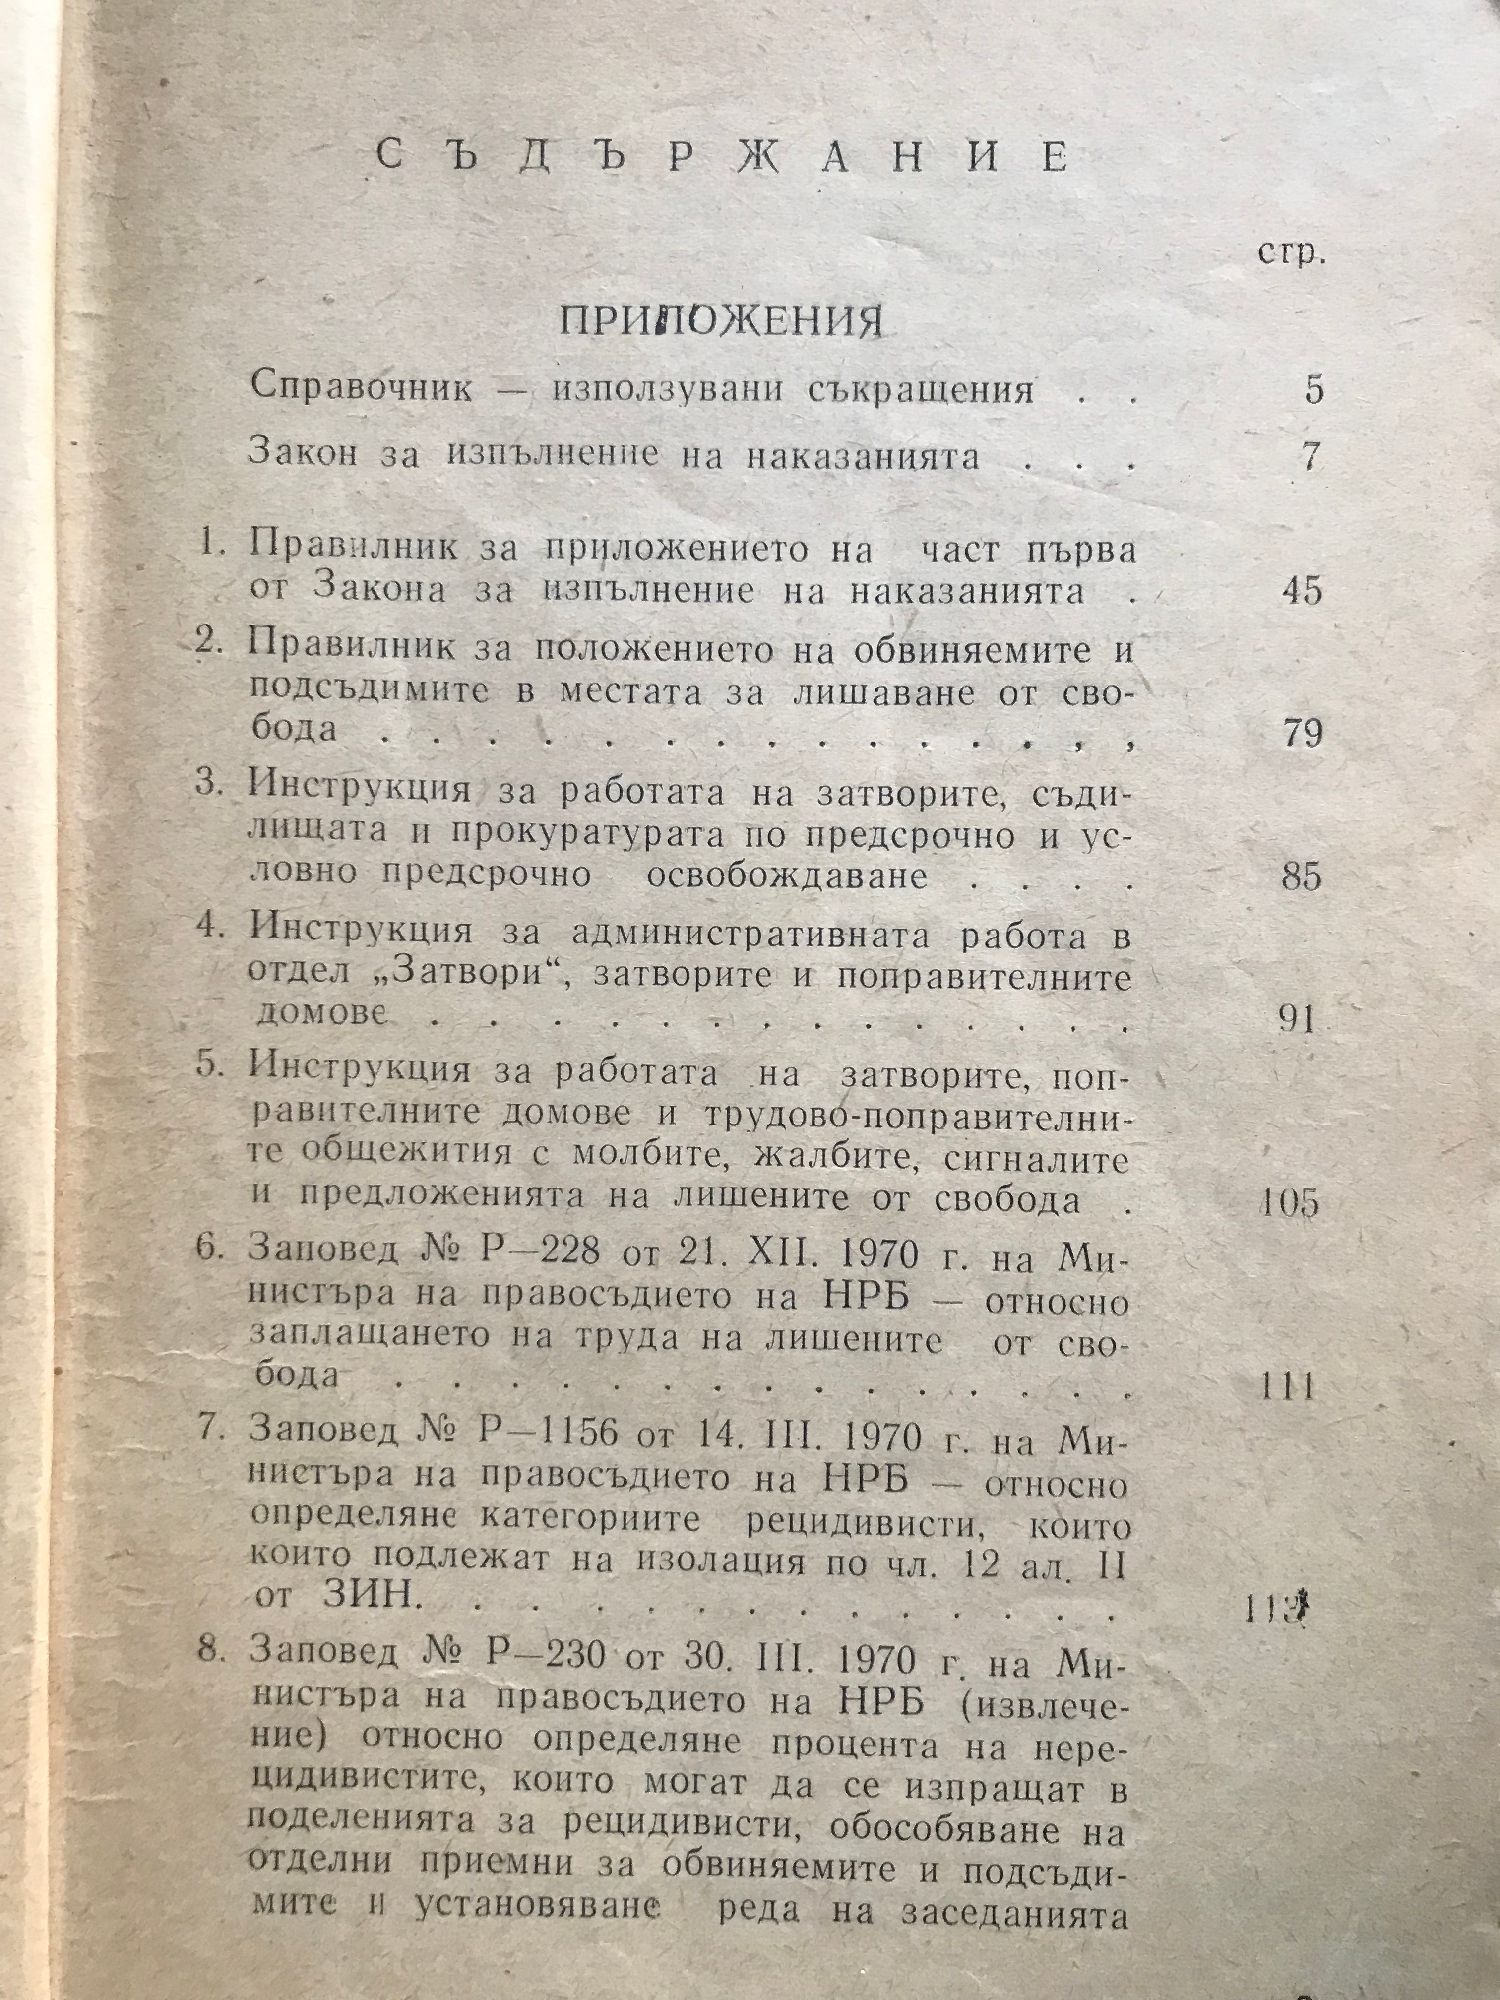 СЪДЪРЖАНИЕ
стр.
ПРИЛОЖЕНИЯ
Справочник — използувани съкращения . . 5
Закон за изпълнение на наказанията . . . 7
1. Правилник за приложението на част първа
от Закона за изпълнение на наказанията . 45
2. Правилник за положението на обвиняемите и
подсъдимите в местата за лишаване от сво-
бода . . . . . . . . . . . . . . , , 79
3. Инструкция за работата на затворите, съди-
лищата и прокуратурата по предсрочно и ус-
ловно предсрочно освобождаване . . . . 85
4. Инструкция за административната работа в
отдел „Затвори“, затворите и поправителните
домове . . . . . . . . . . . . . 91
5. Инструкция за работата на затворите, поп-
равителните домове и трудово-поправителни-
те общежития с молбите, жалбите, сигналите
и предложенията на лишените от свобода . 105
6. Заповед № Р—228 от 21. XII. 1970 г. на Ми-
нистъра на правосъдието на НРБ — относно
заплащането на труда на лишените от сво-
бода . . . . . . . . . . . . . . 111
7. Заповед № Р—1156 от 14. III. 1970 г. на Ми-
нистъра на правосъдието на НРБ — относно
определяне категориите рецидивисти, които
които подлежат на изолация по чл. 12 ал. II
от ЗИН. . . . . . . . . . . . . 113
8. Заповед № Р—230 от 30. III. 1970 г. на Ми-
нистъра на правосъдието на НРБ (извлече-
ние) относно определяне процента на нере-
цидивистите, които могат да се изпращат в
поделенията за рецидивисти, обособяване на
отделни приемни за обвиняемите и подсъди-
мите и установяване реда на заседанията